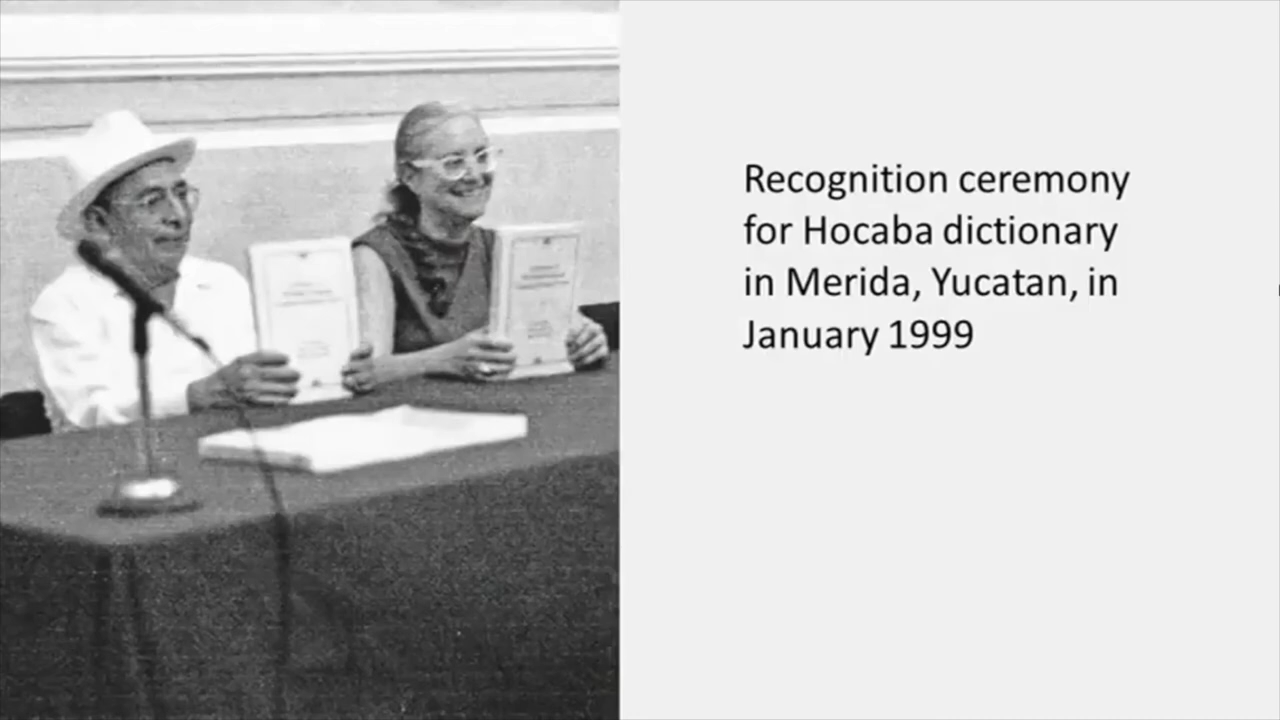 Recognition ceremony
for Hocaba dictionary
in Merida, Yucatan, in
January 1999